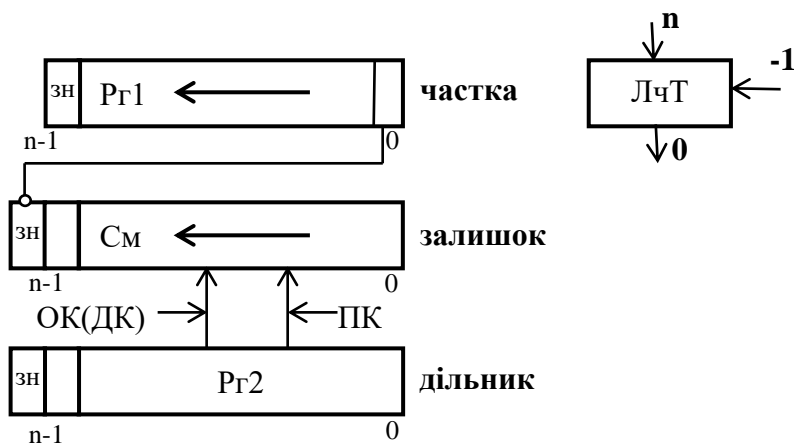 n
-1
зн Рг1 частка ЛчТ
n-1 0 0
зн См залишок
n-1 0
ОК(ДК) ПК
зн Рг2 дільник
n-1 0